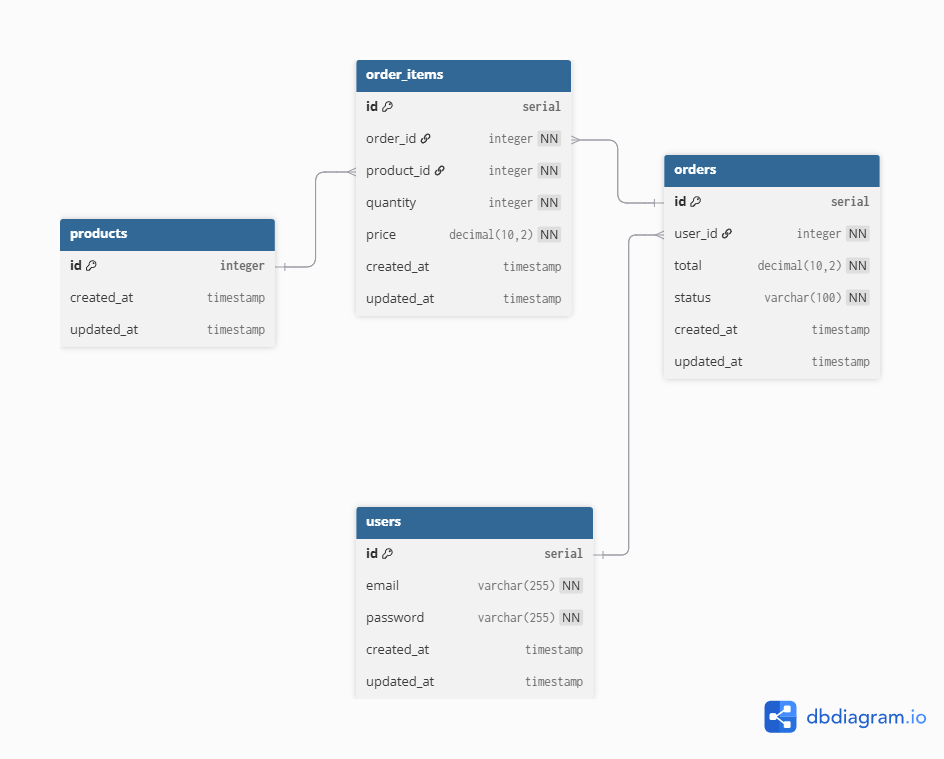 order_items
id serial
order_id integer NN
product_id integer NN
quantity integer NN
price decimal(10,2) NN
created_at timestamp
updated_at timestamp
orders
id serial
user_id integer NN
total decimal(10,2) NN
status varchar(100) NN
created_at timestamp
updated_at timestamp
products
id integer
created_at timestamp
updated_at timestamp
users
id serial
email varchar(255) NN
password varchar(255) NN
created_at timestamp
updated_at timestamp
dbdiagram.io